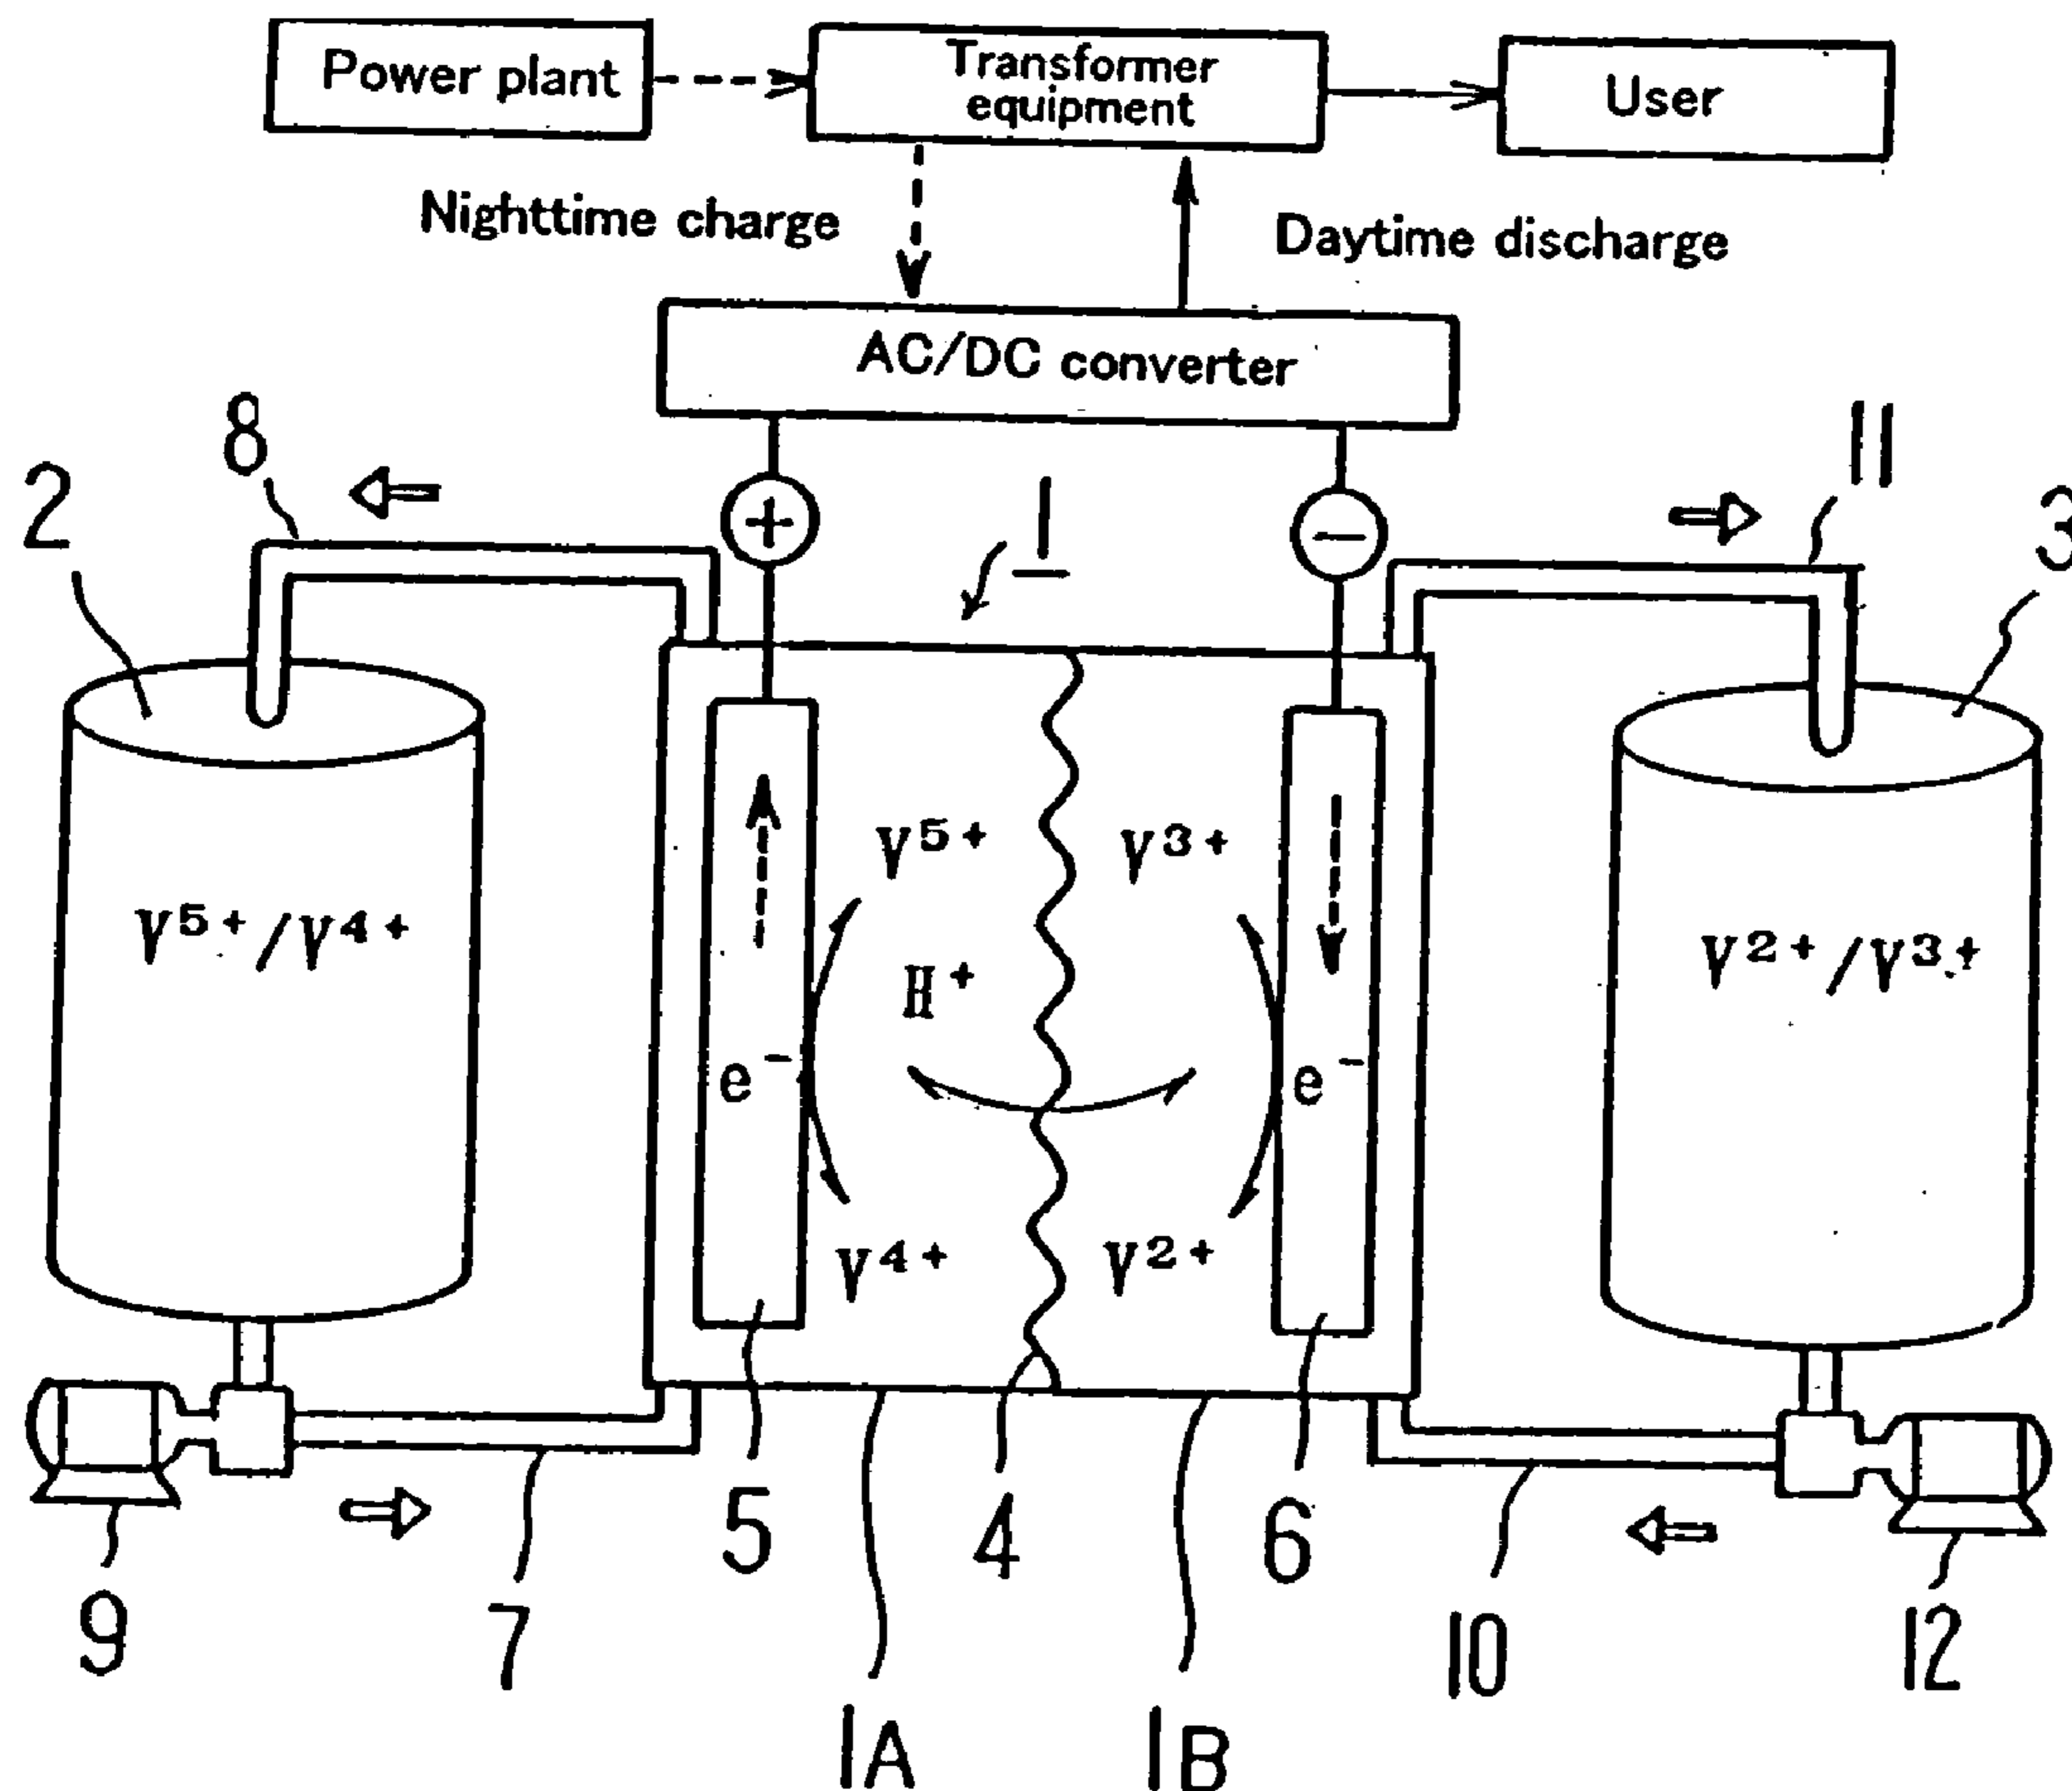 Power plant
Transformer
equipment
User
Nighttime charge
Daytime discharge
AC/DC converter
8
11
2
+
1
−
3
V⁵⁺
V³⁺
V⁵⁺/V⁴⁺
H⁺
V²⁺/V³⁺
e⁻
e⁻
V⁴⁺
V²⁺
5
4
6
9
7
10
12
1A
1B